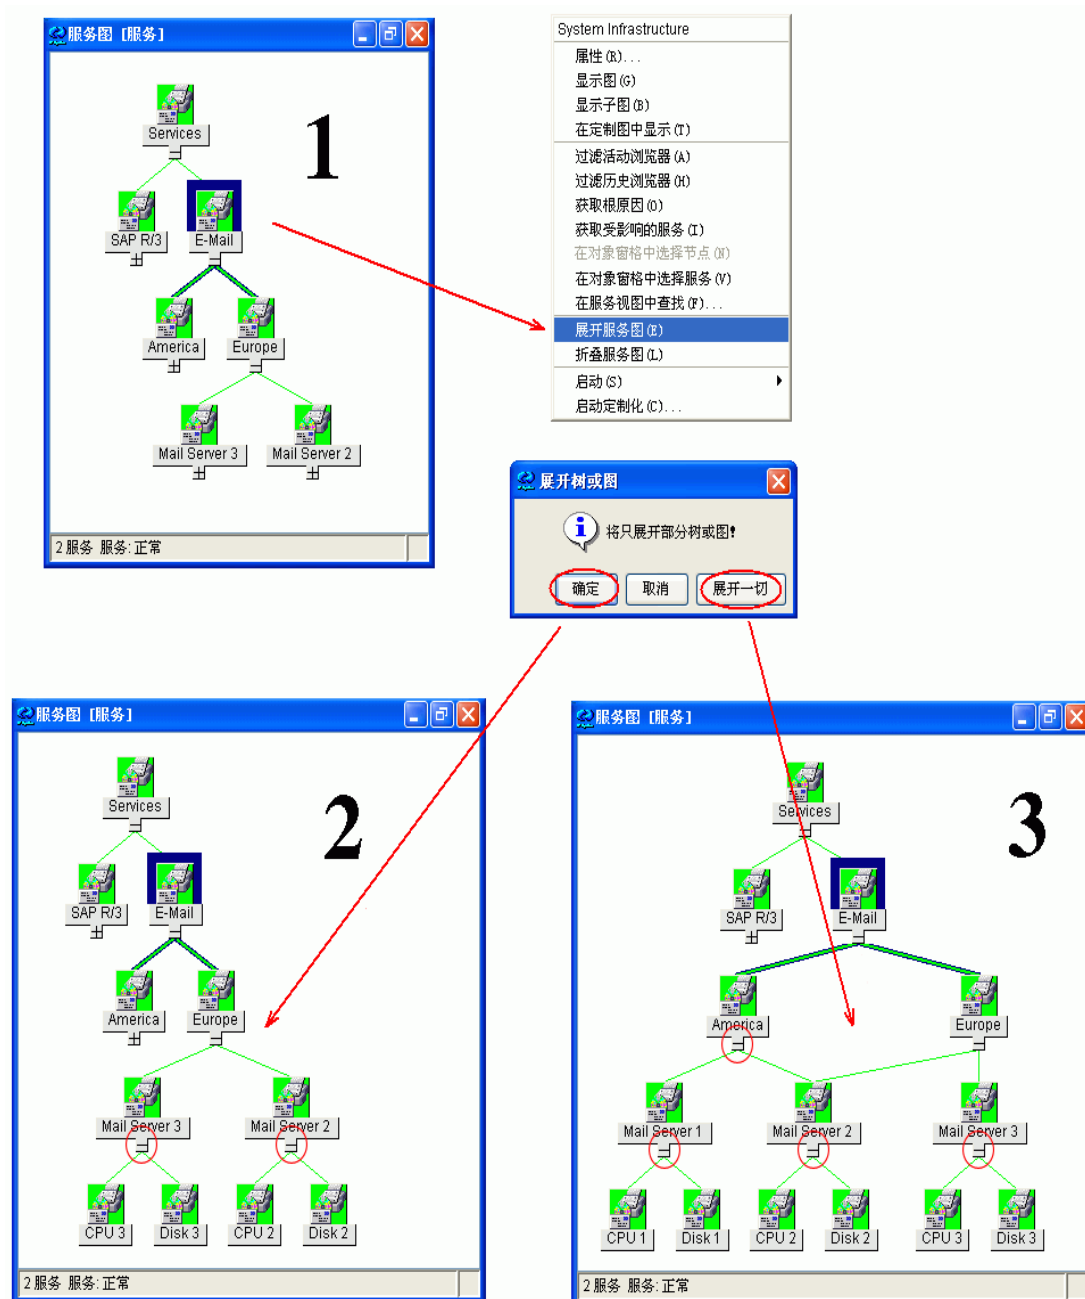 服务图 [服务]
1
Services
SAP R/3
E-Mail
America
Europe
Mail Server 3
Mail Server 2
2服务 服务:正常
System Infrastructure
属性(R)...
显示图(G)
显示子图(B)
在定制图中显示(T)
过滤活动浏览器(A)
过滤历史浏览器(H)
获取根原因(O)
获取受影响的服务(I)
在对象窗格中选择节点(N)
在对象窗格中选择服务(V)
在服务视图中查找(F)...
展开服务图(E)
折叠服务图(L)
启动(S)
启动定制化(C)...
展开树或图
将只展开部分树或图!
确定 取消 展开一切
服务图 [服务]
2
Services
SAP R/3
E-Mail
America
Europe
Mail Server 3
Mail Server 2
CPU 3
Disk 3
CPU 2
Disk 2
2服务 服务:正常
服务图 [服务]
3
Services
SAP R/3
E-Mail
America
Europe
Mail Server 1
Mail Server 2
Mail Server 3
CPU 1
Disk 1
CPU 2
Disk 2
CPU 3
Disk 3
2服务 服务:正常